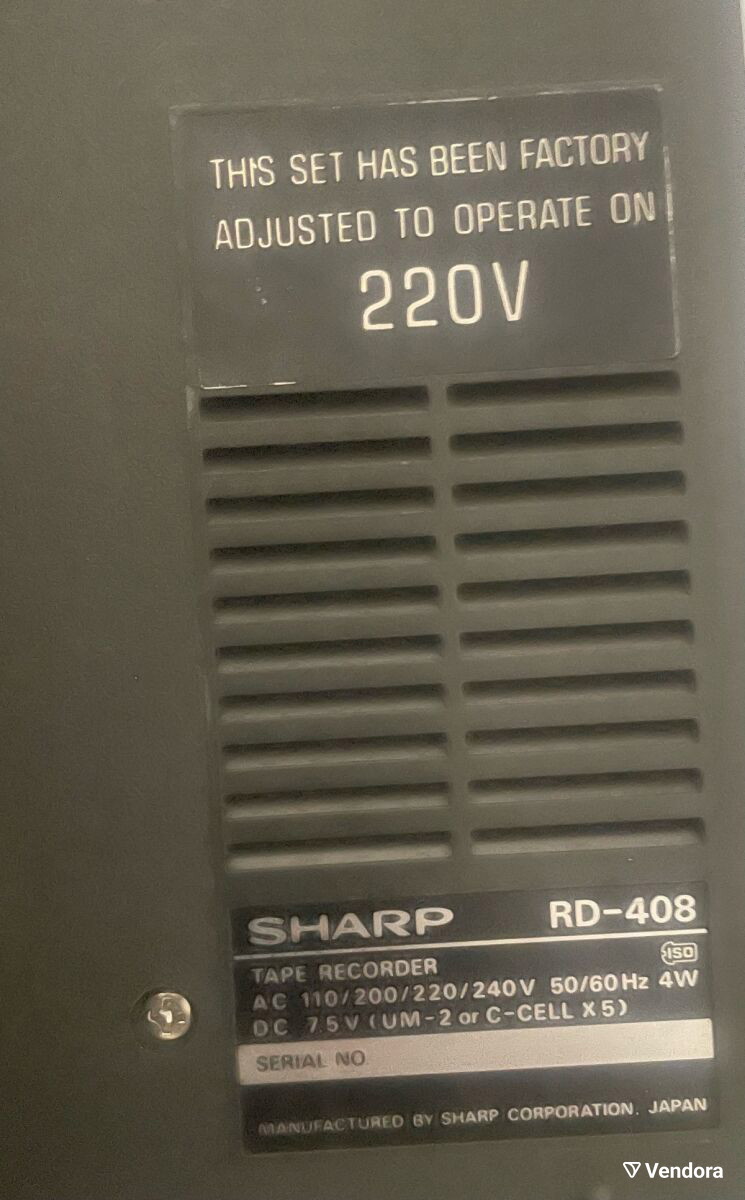 THIS SET HAS BEEN FACTORY
ADJUSTED TO OPERATE ON
220V
SHARP RD-408
ISO
TAPE RECORDER
AC 110/200/220/240V 50/60Hz 4W
DC 7.5V (UM-2 or C-CELL X 5)
SERIAL NO
MANUFACTURED BY SHARP CORPORATION. JAPAN
Vendora